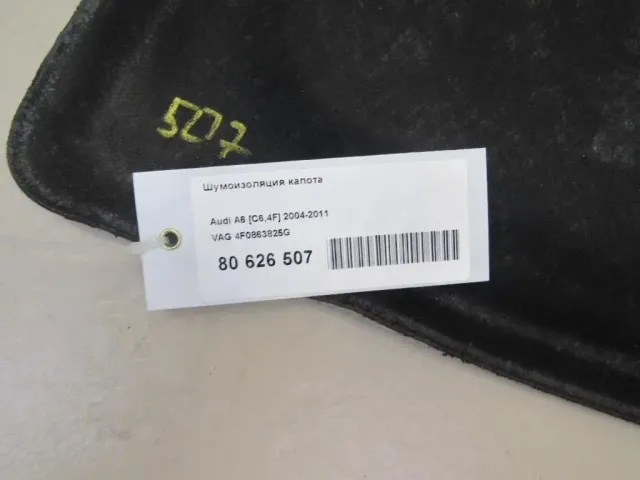 507
Шумоизоляция капота
Audi A6 [C6,4F] 2004-2011
VAG 4F0863825G
80 626 507